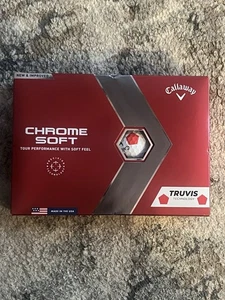 NEW & IMPROVED
Callaway
CHROME
SOFT
TOUR PERFORMANCE WITH SOFT FEEL
TRUVIS
TECHNOLOGY
MADE IN THE USA